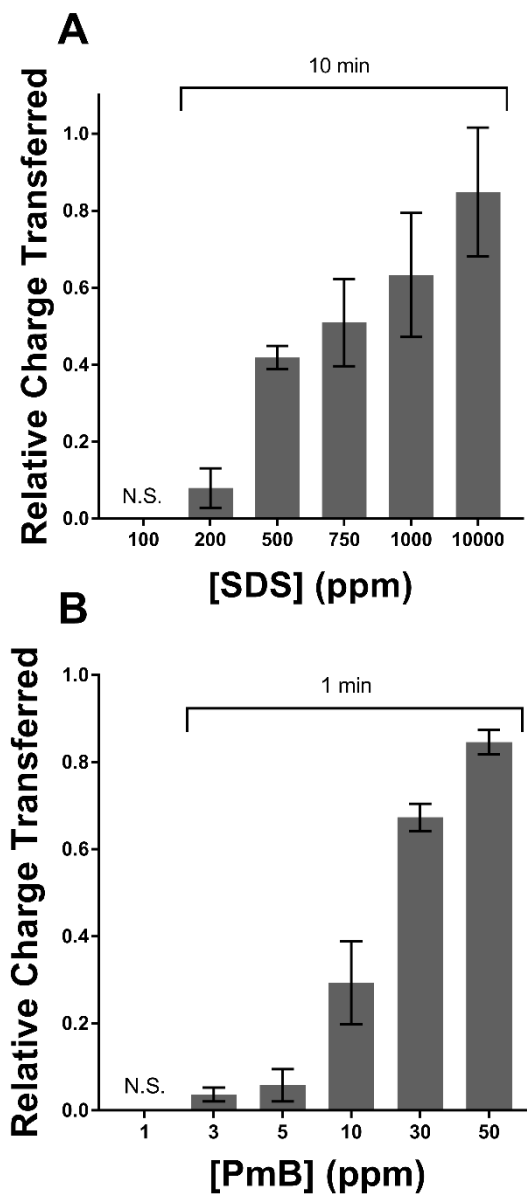 A
10 min
Relative Charge Transferred
1.0
0.8
0.6
0.4
0.2
0.0
N.S.
100 200 500 750 1000 10000
[SDS] (ppm)
B
1 min
Relative Charge Transferred
1.0
0.8
0.6
0.4
0.2
0.0
N.S.
1 3 5 10 30 50
[PmB] (ppm)